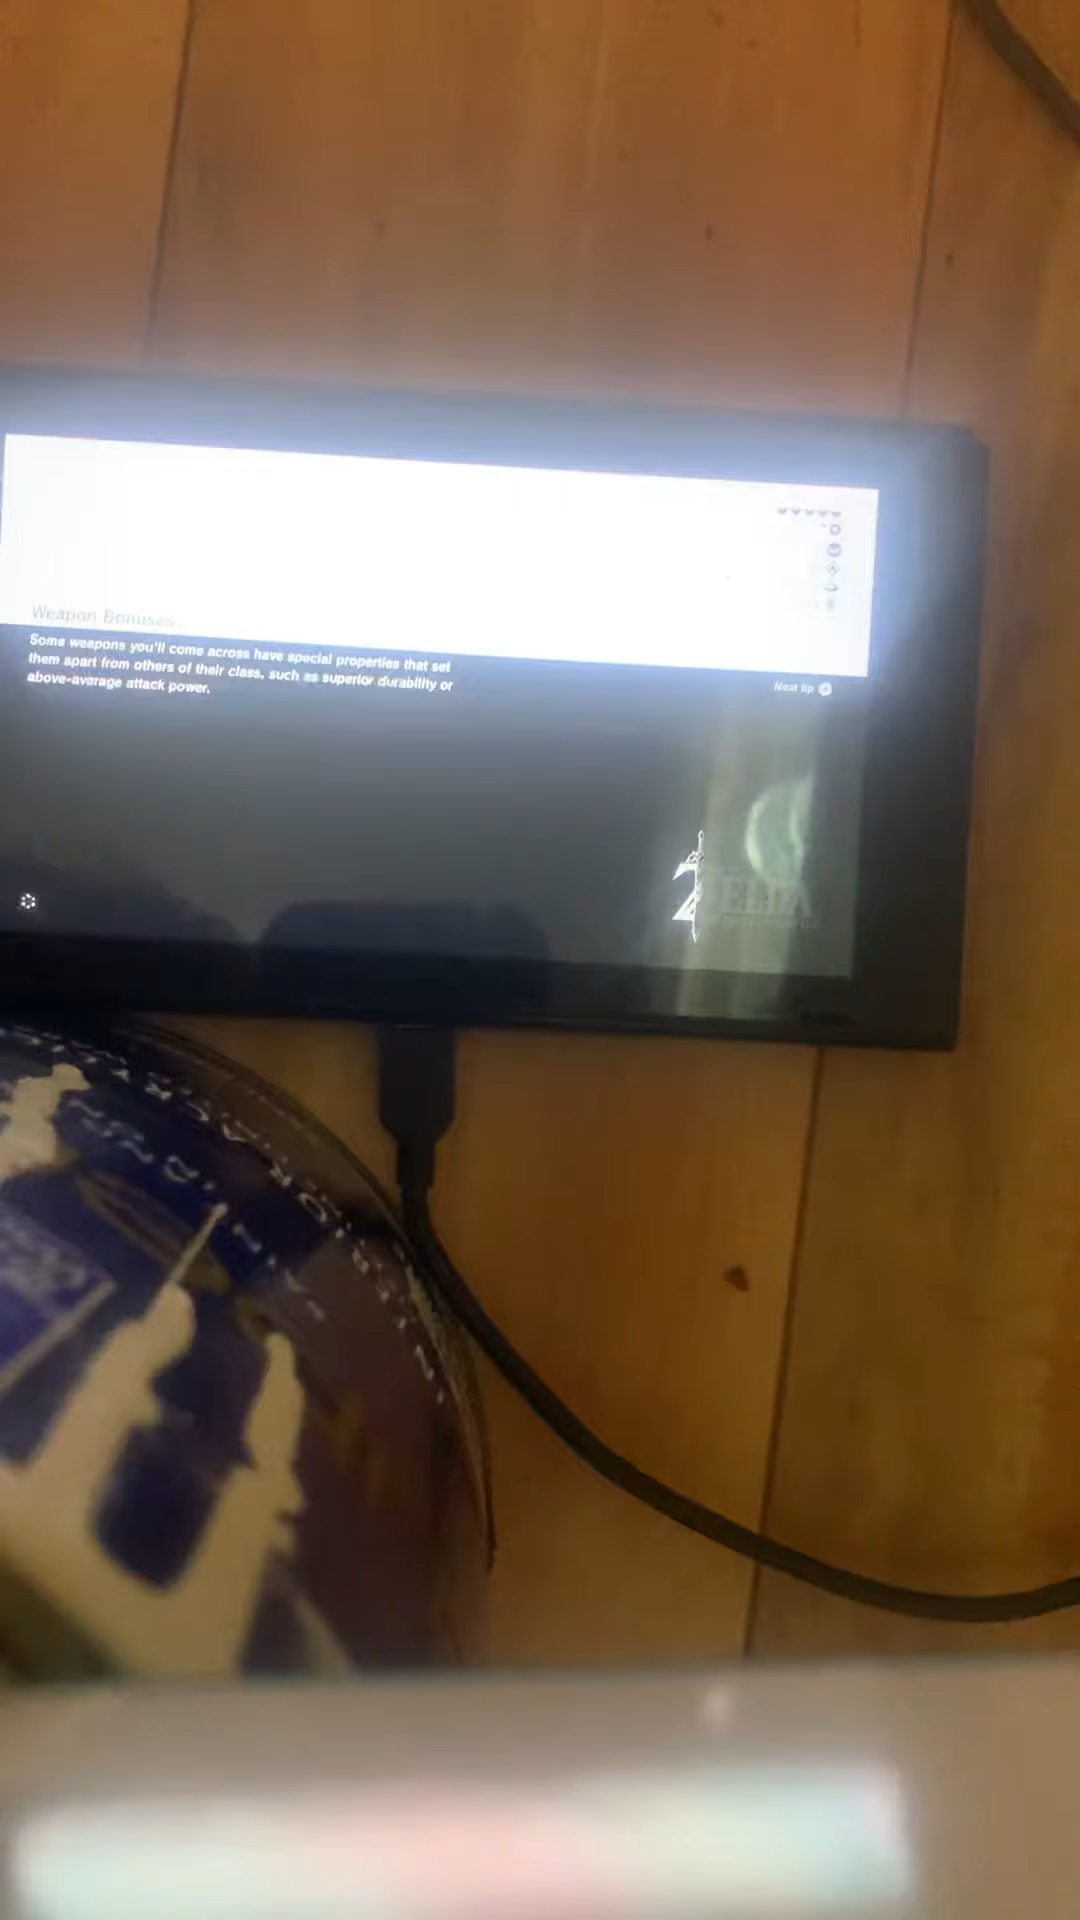 Weapon Bonuses
Some weapons you'll come across have special properties that set
them apart from others of their class, such as superior durability or
above-average attack power.
Next tip
ZELDA